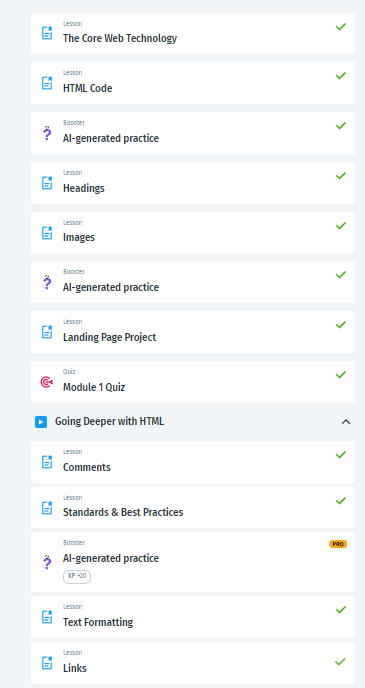 Lesson
The Core Web Technology
Lesson
HTML Code
Booster
AI-generated practice
Lesson
Headings
Lesson
Images
Booster
AI-generated practice
Lesson
Landing Page Project
Quiz
Module 1 Quiz
Going Deeper with HTML
Lesson
Comments
Lesson
Standards & Best Practices
Booster
PRO
AI-generated practice
XP +20
Lesson
Text Formatting
Lesson
Links